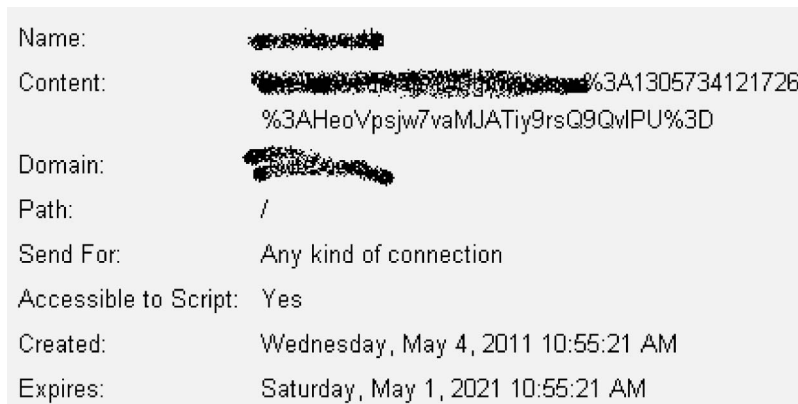 Name:
Content: %3A1305734121726
%3AHeoVpsjw7vaMJATiy9rsQ9QvlPU%3D
Domain:
Path: /
Send For: Any kind of connection
Accessible to Script: Yes
Created: Wednesday, May 4, 2011 10:55:21 AM
Expires: Saturday, May 1, 2021 10:55:21 AM